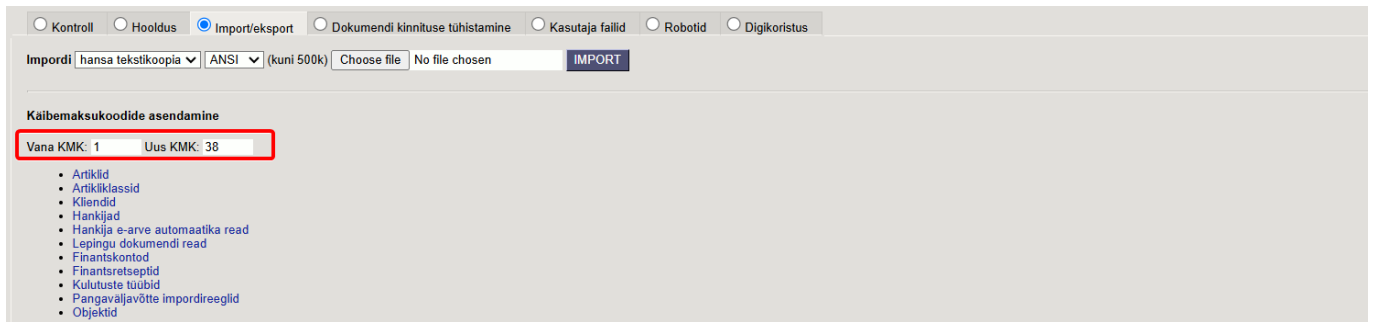 Kontroll Hooldus Import/eksport Dokumendi kinnituse tühistamine Kasutaja failid Robotid Digikoristus
Impordi hansa tekstikoopia ANSI (kuni 500k) Choose file No file chosen IMPORT
Käibemaksukoodide asendamine
Vana KMK: 1 Uus KMK: 38
Artiklid
Artikliklassid
Kliendid
Hankijad
Hankija e-arve automaatika read
Lepingu dokumendi read
Finantskontod
Finantsretseptid
Kulutuste tüübid
Pangaväljavõtte impordireeglid
Objektid